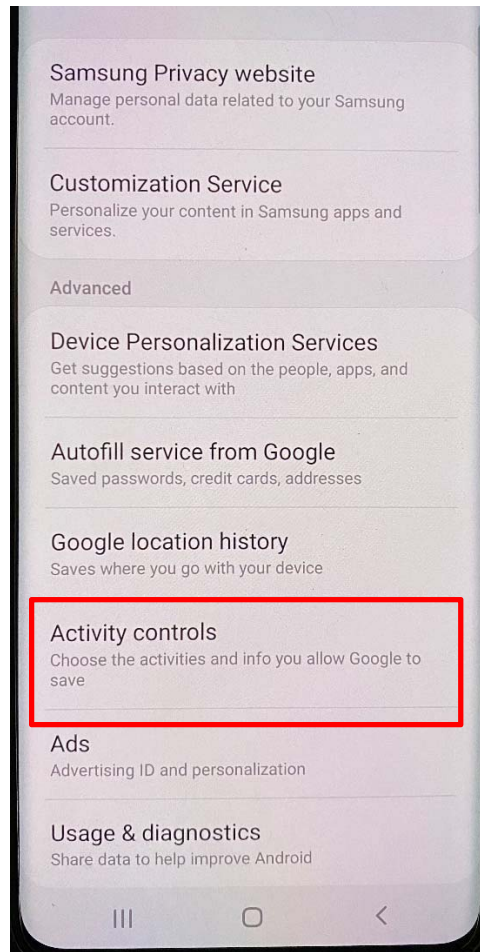 Samsung Privacy website
Manage personal data related to your Samsung
account.
Customization Service
Personalize your content in Samsung apps and
services.
Advanced
Device Personalization Services
Get suggestions based on the people, apps, and
content you interact with
Autofill service from Google
Saved passwords, credit cards, addresses
Google location history
Saves where you go with your device
Activity controls
Choose the activities and info you allow Google to
save
Ads
Advertising ID and personalization
Usage & diagnostics
Share data to help improve Android